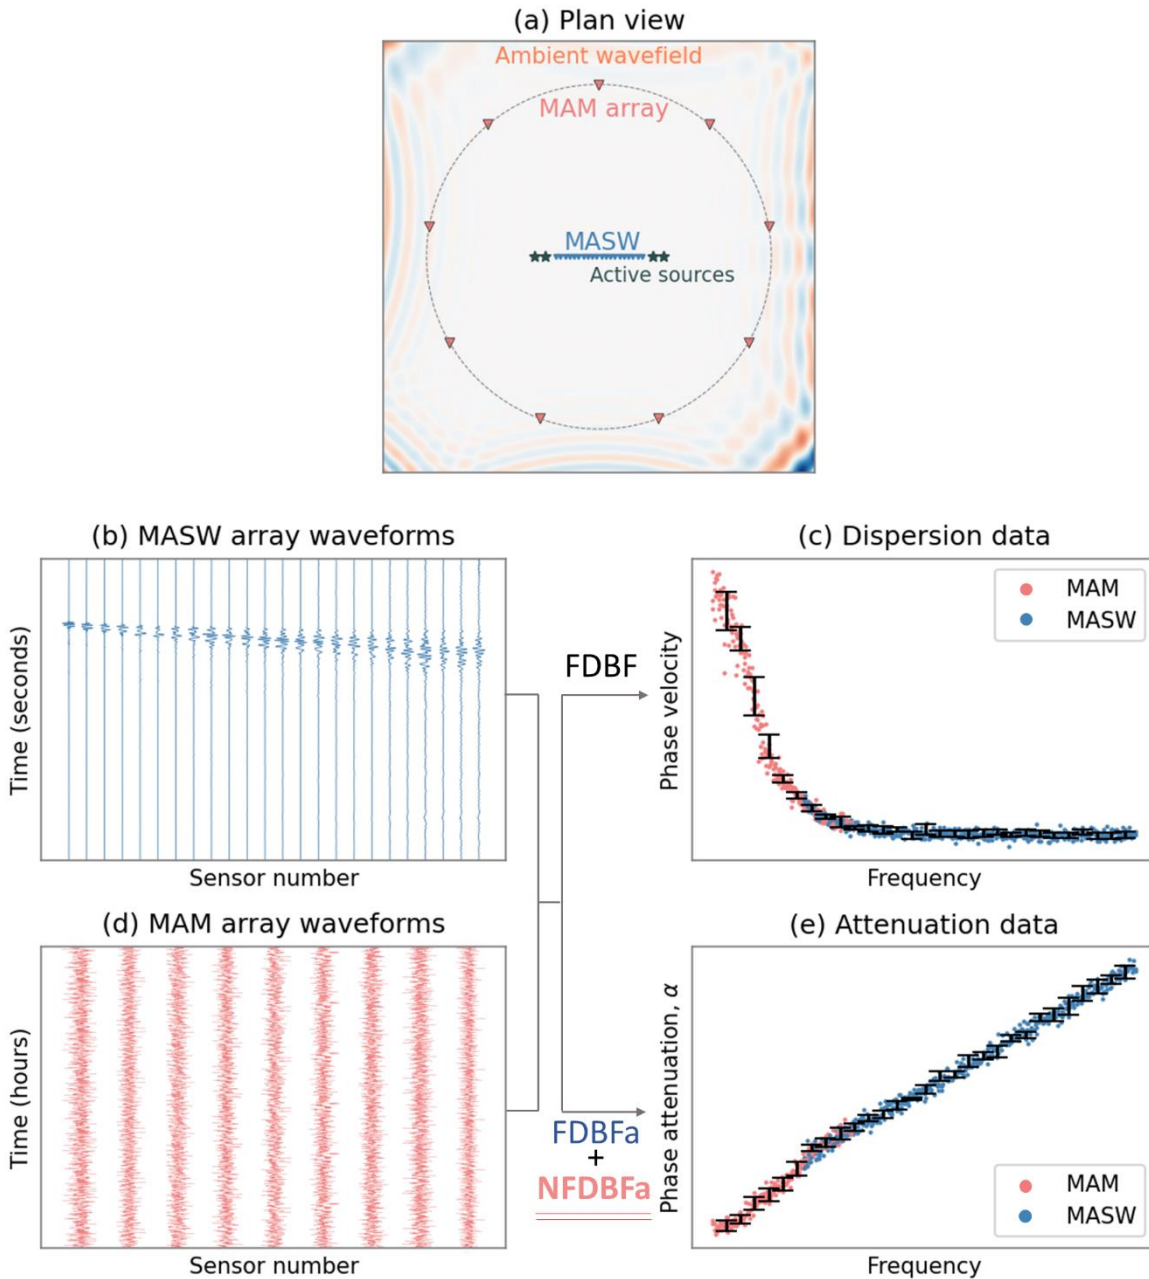 (a) Plan view
Ambient wavefield
MAM array
MASW
Active sources
(b) MASW array waveforms
Time (seconds)
Sensor number
FDBF
(c) Dispersion data
MAM
MASW
Phase velocity
Frequency
(d) MAM array waveforms
Time (hours)
Sensor number
FDBFa
+
NFDBFa
(e) Attenuation data
Phase attenuation, α
MAM
MASW
Frequency